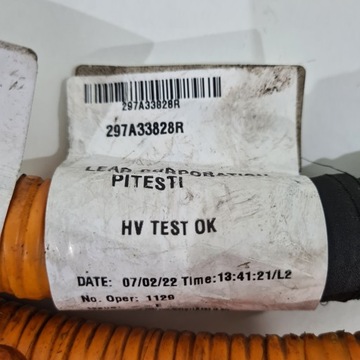 297A33828R
297A33828R
LEAR CORPORATION
PITESTI
HV TEST OK
DATE: 07/02/22 Time:13:41:21/L2
No. Oper: 1129